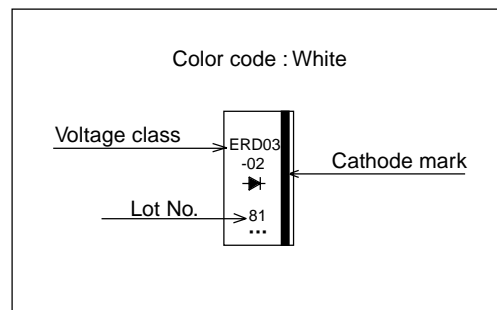 Color code : White
Voltage class
ERD03
-02
Cathode mark
Lot No.
81
...